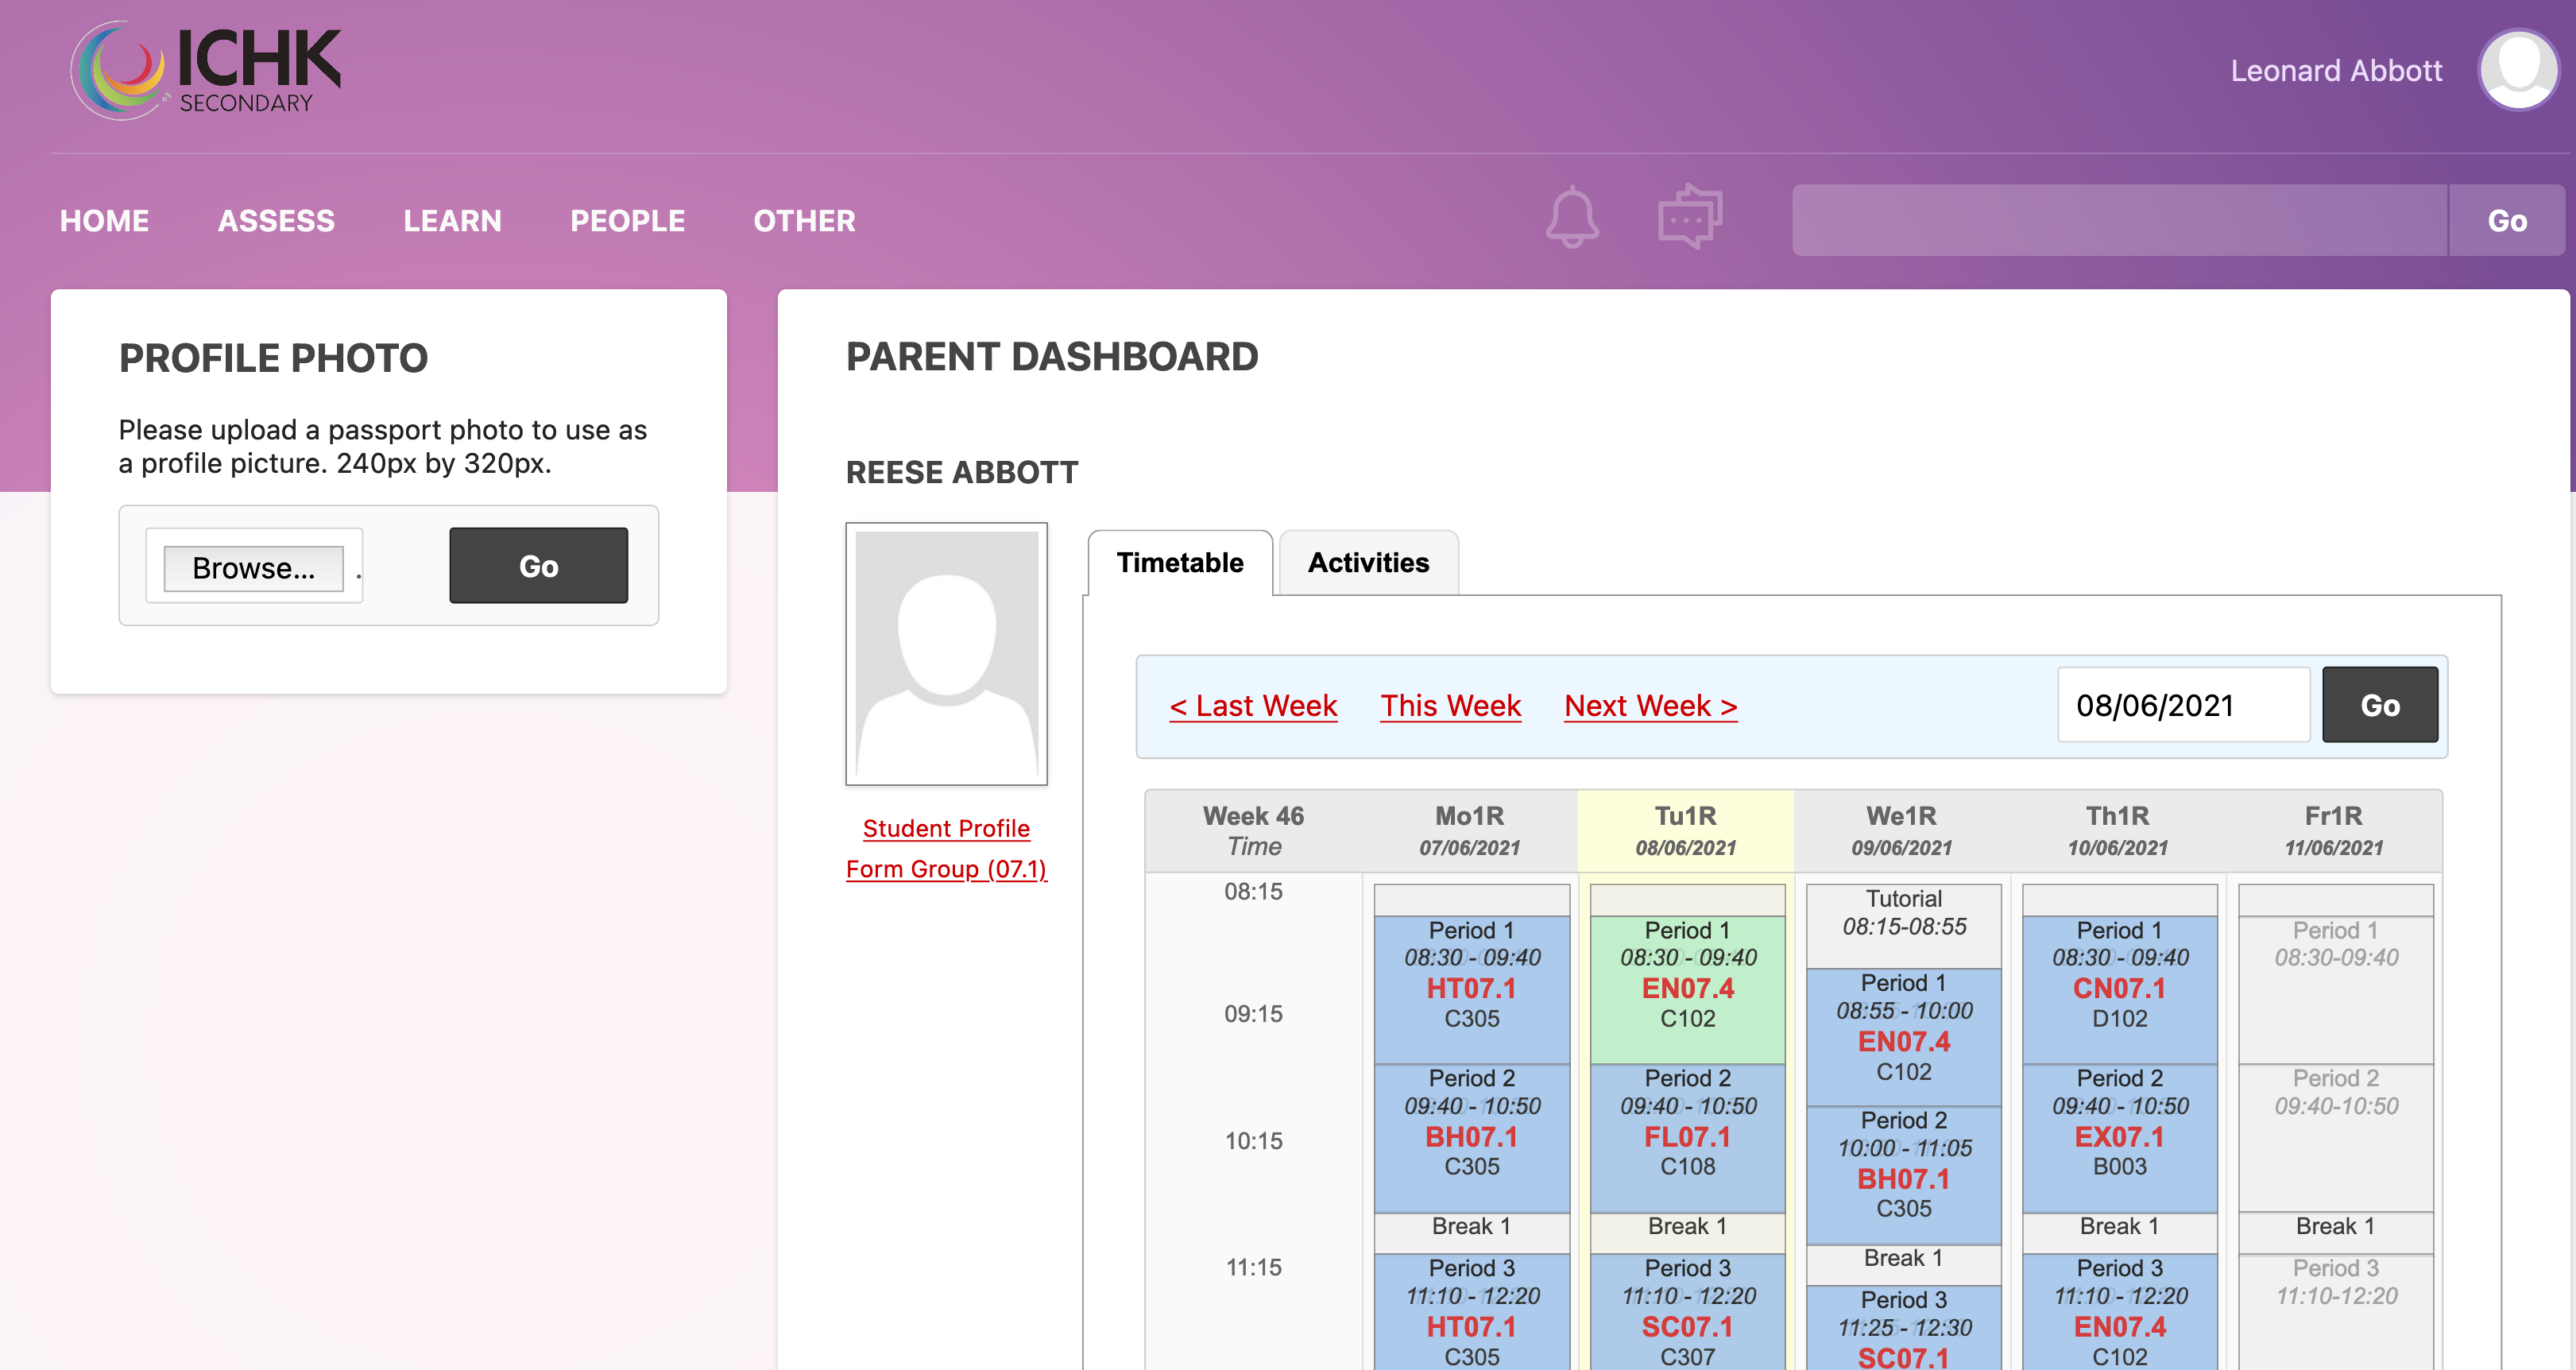 ICHK
SECONDARY
Leonard Abbott
HOME ASSESS LEARN PEOPLE OTHER
Go
PROFILE PHOTO
Please upload a passport photo to use as
a profile picture. 240px by 320px.
Browse... .
Go
PARENT DASHBOARD
REESE ABBOTT
Student Profile
Form Group (07.1)
Timetable Activities
< Last Week This Week Next Week > 08/06/2021 Go
Week 46 Mo1R Tu1R We1R Th1R Fr1R
Time 07/06/2021 08/06/2021 09/06/2021 10/06/2021 11/06/2021
08:15
09:15
10:15
11:15
Period 1
08:30 - 09:40
HT07.1
C305
Period 2
09:40 - 10:50
BH07.1
C305
Break 1
Period 3
11:10 - 12:20
HT07.1
C305
Period 1
08:30 - 09:40
EN07.4
C102
Period 2
09:40 - 10:50
FL07.1
C108
Break 1
Period 3
11:10 - 12:20
SC07.1
C307
Tutorial
08:15-08:55
Period 1
08:55 - 10:00
EN07.4
C102
Period 2
10:00 - 11:05
BH07.1
C305
Break 1
Period 3
11:25 - 12:30
SC07.1
Period 1
08:30 - 09:40
CN07.1
D102
Period 2
09:40 - 10:50
EX07.1
B003
Break 1
Period 3
11:10 - 12:20
EN07.4
C102
Period 1
08:30-09:40
Period 2
09:40-10:50
Break 1
Period 3
11:10-12:20